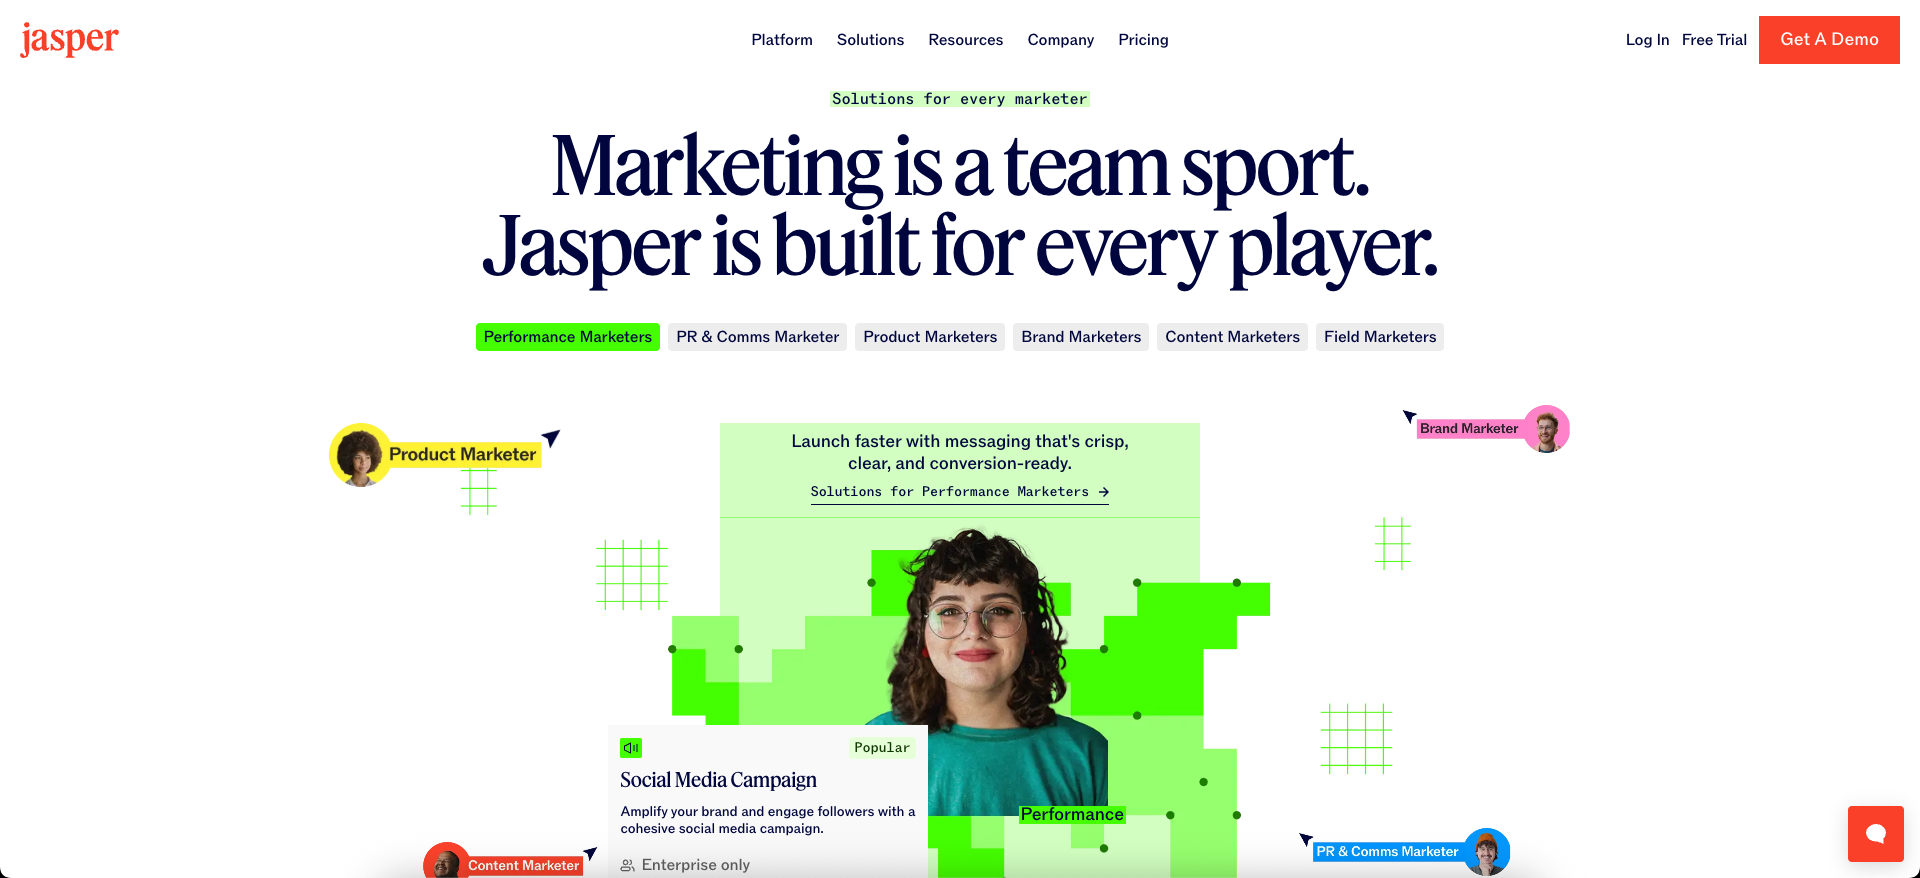 jasper
Platform
Solutions
Resources
Company
Pricing
Log In
Free Trial
Get A Demo
Solutions for every marketer
Marketing is a team sport.
Jasper is built for every player.
Performance Marketers
PR & Comms Marketer
Product Marketers
Brand Marketers
Content Marketers
Field Marketers
Product Marketer
Brand Marketer
Launch faster with messaging that's crisp,
clear, and conversion-ready.
Solutions for Performance Marketers →
Popular
Social Media Campaign
Amplify your brand and engage followers with a
cohesive social media campaign.
Enterprise only
Performance
Content Marketer
PR & Comms Marketer